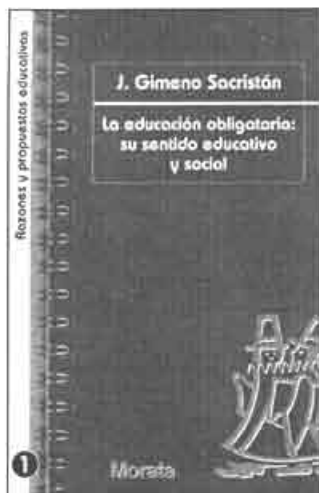 Razones y propuestas educativas
J. Gimeno Sacristán
La educación obligatoria:
su sentido educativo
y social
1
Morata